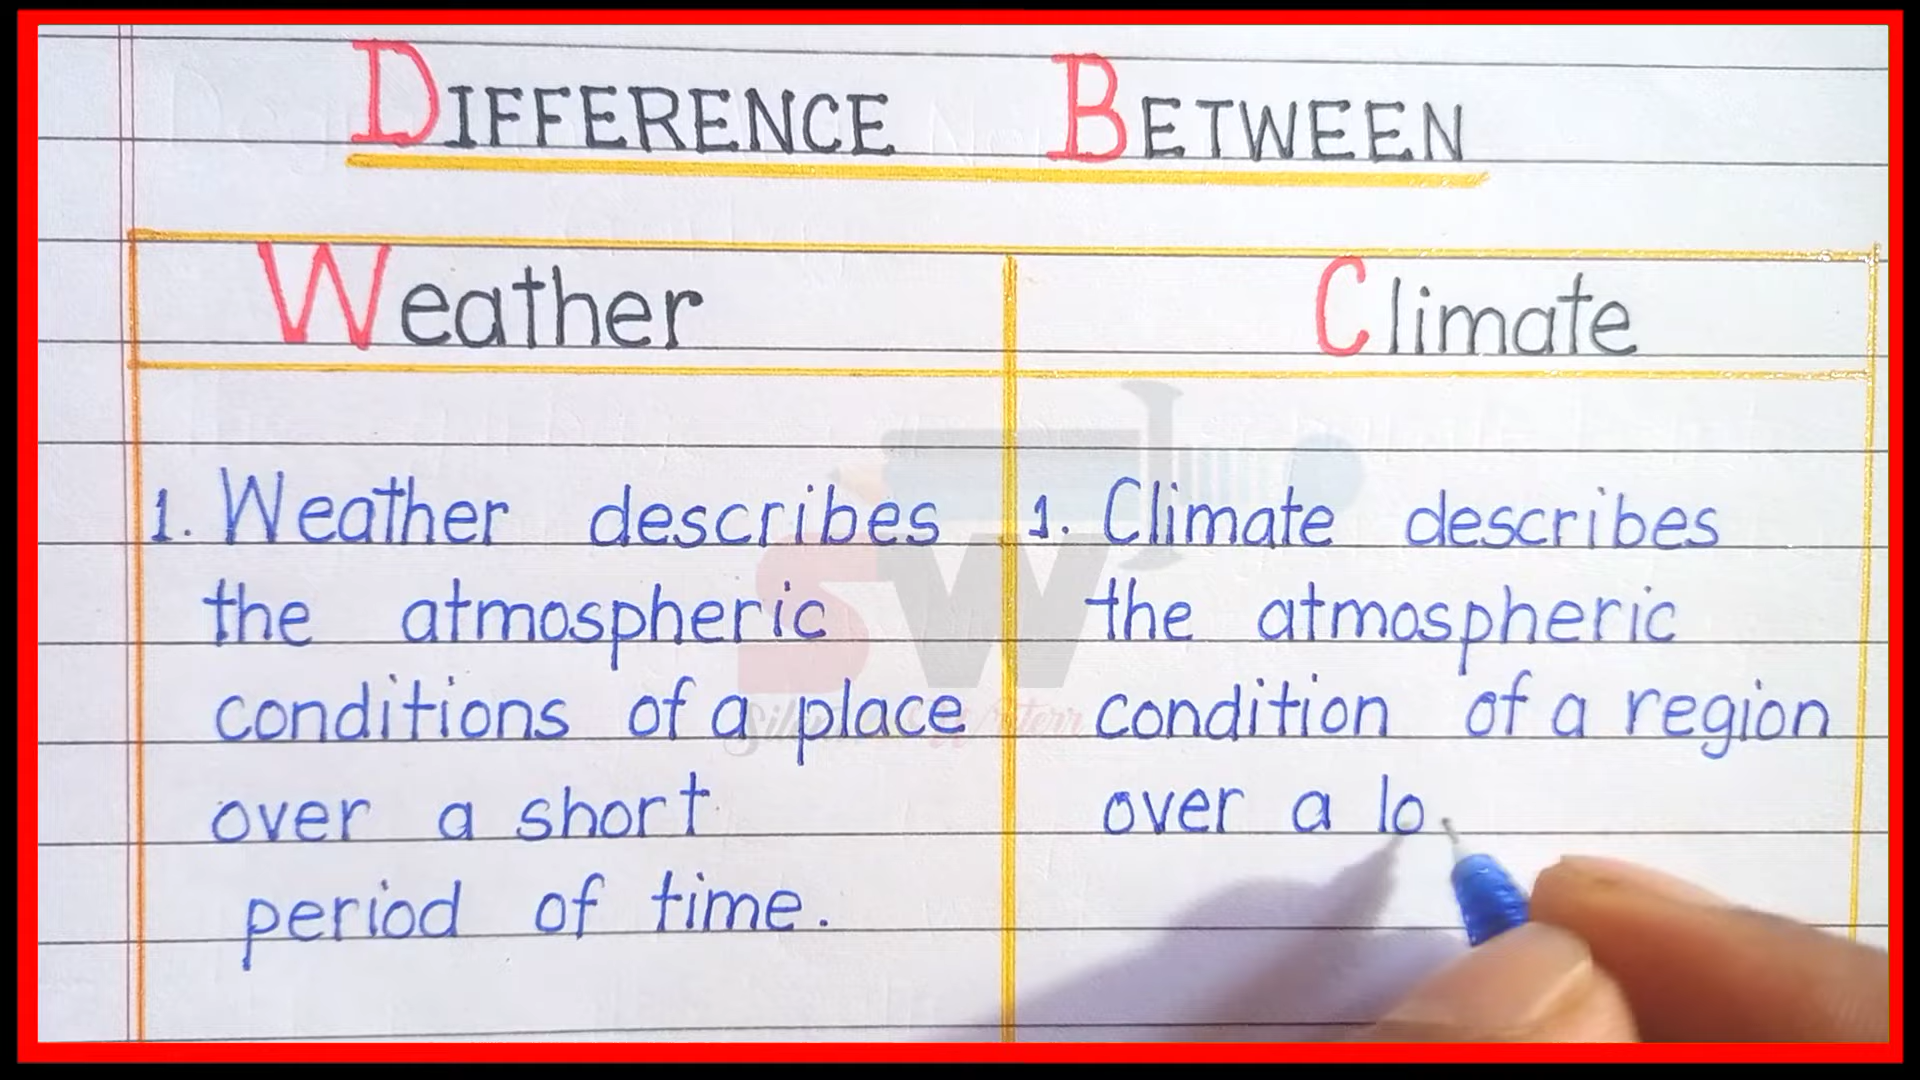 DIFFERENCE BETWEEN
Weather
Climate
1. Weather describes
the atmospheric
conditions of a place
over a short
period of time.
1. Climate describes
the atmospheric
condition of a region
over a lo
SW